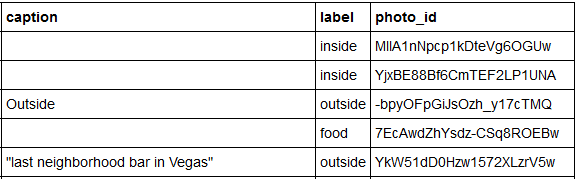 caption label photo_id
inside MllA1nNpcp1kDteVg6OGUw
inside YjxBE88Bf6CmTEF2LP1UNA
Outside outside -bpyOFpGiJsOzh_y17cTMQ
food 7EcAwdZhYsdz-CSq8ROEBw
"last neighborhood bar in Vegas" outside YkW51dD0Hzw1572XLzrV5w